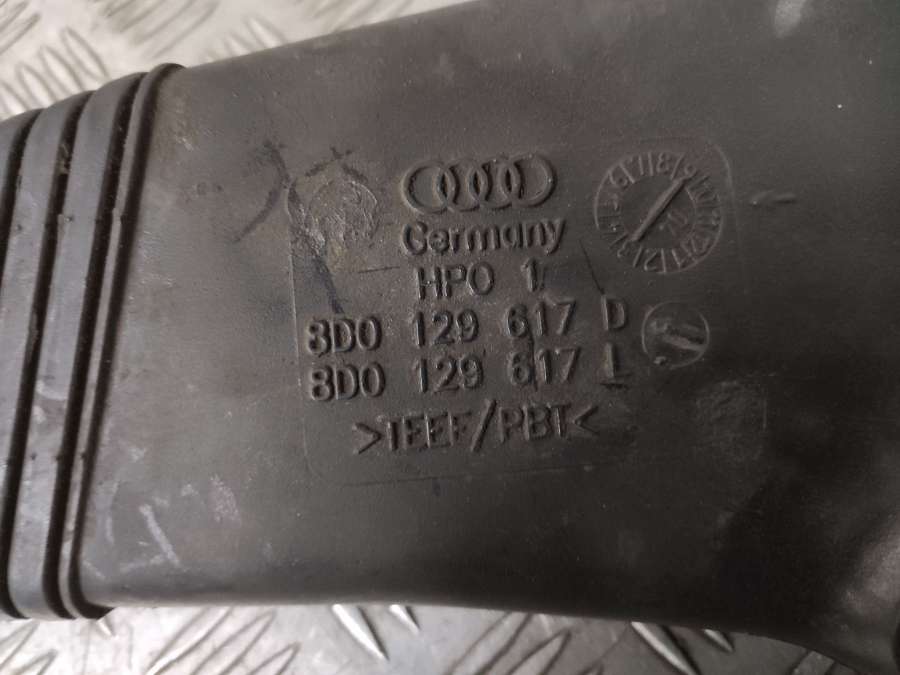 Germany
HPO 1
8D0 129 617 D
8D0 129 617 L
>TEEE/PBT<